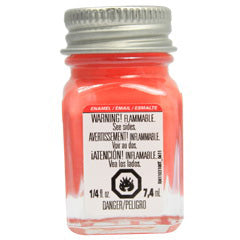 ENAMEL / EMAIL / ESMALTE
WARNING! FLAMMABLE.
See sides.
AVERTISSEMENT! INFLAMMABLE.
Voir au dos.
¡ATENCIÓN! INFLAMABLE.
Vea los lados.
1/4 fl oz. 7,4 mL
DANGER/PELIGRO